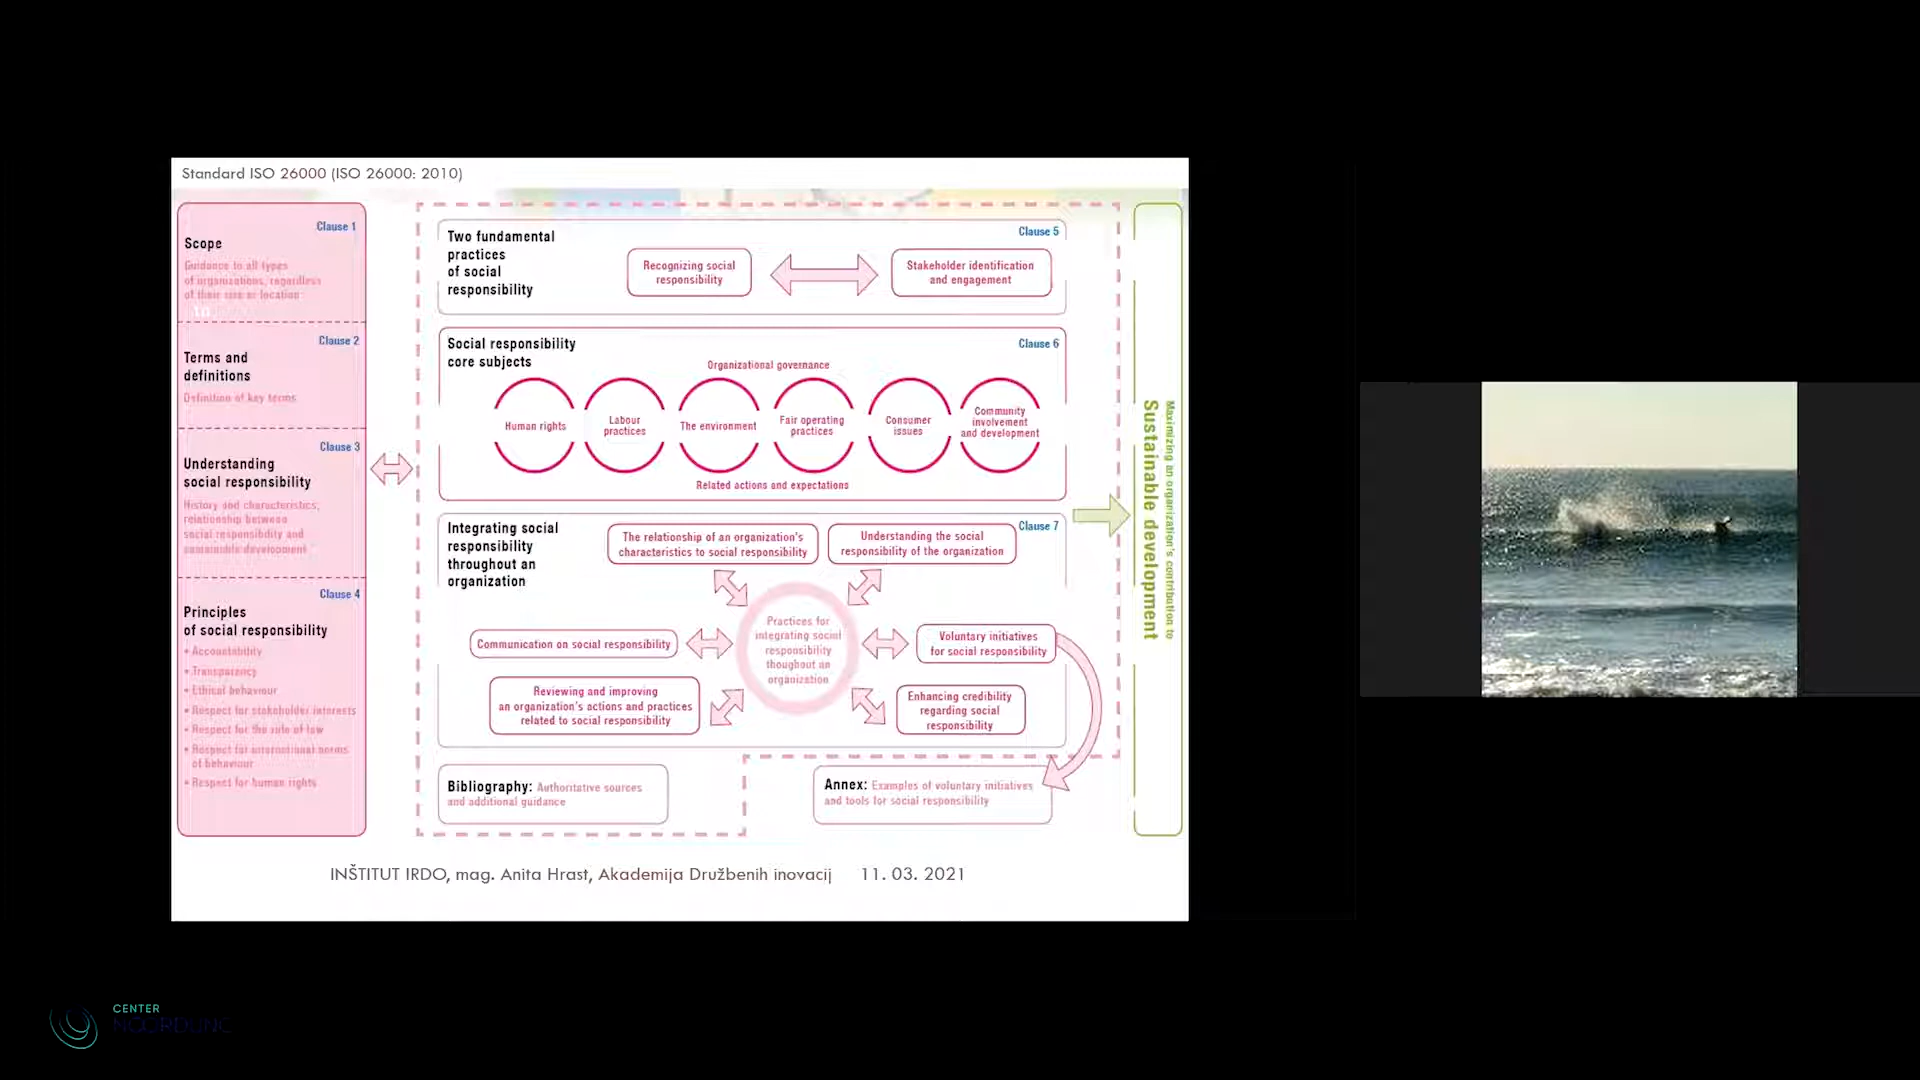 Standard ISO 26000 (ISO 26000: 2010)
Clause 1
Scope
Guidance to all types
of organizations, regardless
of their size or location
Clause 2
Terms and
definitions
Definition of key terms
Clause 3
Understanding
social responsibility
History and characteristics;
relationship between
social responsibility and
sustainable development
Clause 4
Principles
of social responsibility
• Accountability
• Transparency
• Ethical behaviour
• Respect for stakeholder interests
• Respect for the rule of law
• Respect for international norms
of behaviour
• Respect for human rights
Clause 5
Two fundamental
practices
of social
responsibility
Recognizing social
responsibility
Stakeholder identification
and engagement
Clause 6
Social responsibility
core subjects
Organizational governance
Human rights
Labour
practices
The environment
Fair operating
practices
Consumer
issues
Community
involvement
and development
Related actions and expectations
Clause 7
Integrating social
responsibility
throughout an
organization
The relationship of an organization's
characteristics to social responsibility
Understanding the social
responsibility of the organization
Practices for
integrating social
responsibility
thoughout an
organization
Communication on social responsibility
Voluntary initiatives
for social responsibility
Reviewing and improving
an organization's actions and practices
related to social responsibility
Enhancing credibility
regarding social
responsibility
Bibliography: Authoritative sources
and additional guidance
Annex: Examples of voluntary initiatives
and tools for social responsibility
Maximizing an organization's contribution to
Sustainable development
INŠTITUT IRDO, mag. Anita Hrast, Akademija Družbenih inovacij 11. 03. 2021
CENTER
NOORDUNG